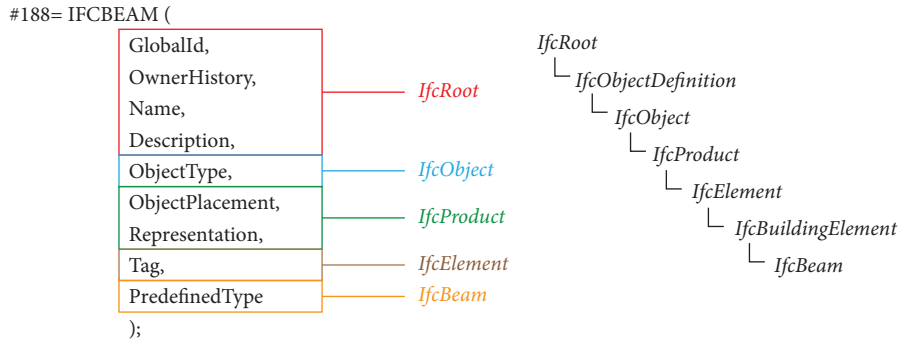 #188= IFCBEAM (
GlobalId,
OwnerHistory,
Name,
Description,
IfcRoot
ObjectType,
IfcObject
ObjectPlacement,
Representation,
IfcProduct
Tag,
IfcElement
PredefinedType
IfcBeam
);
IfcRoot
IfcObjectDefinition
IfcObject
IfcProduct
IfcElement
IfcBuildingElement
IfcBeam